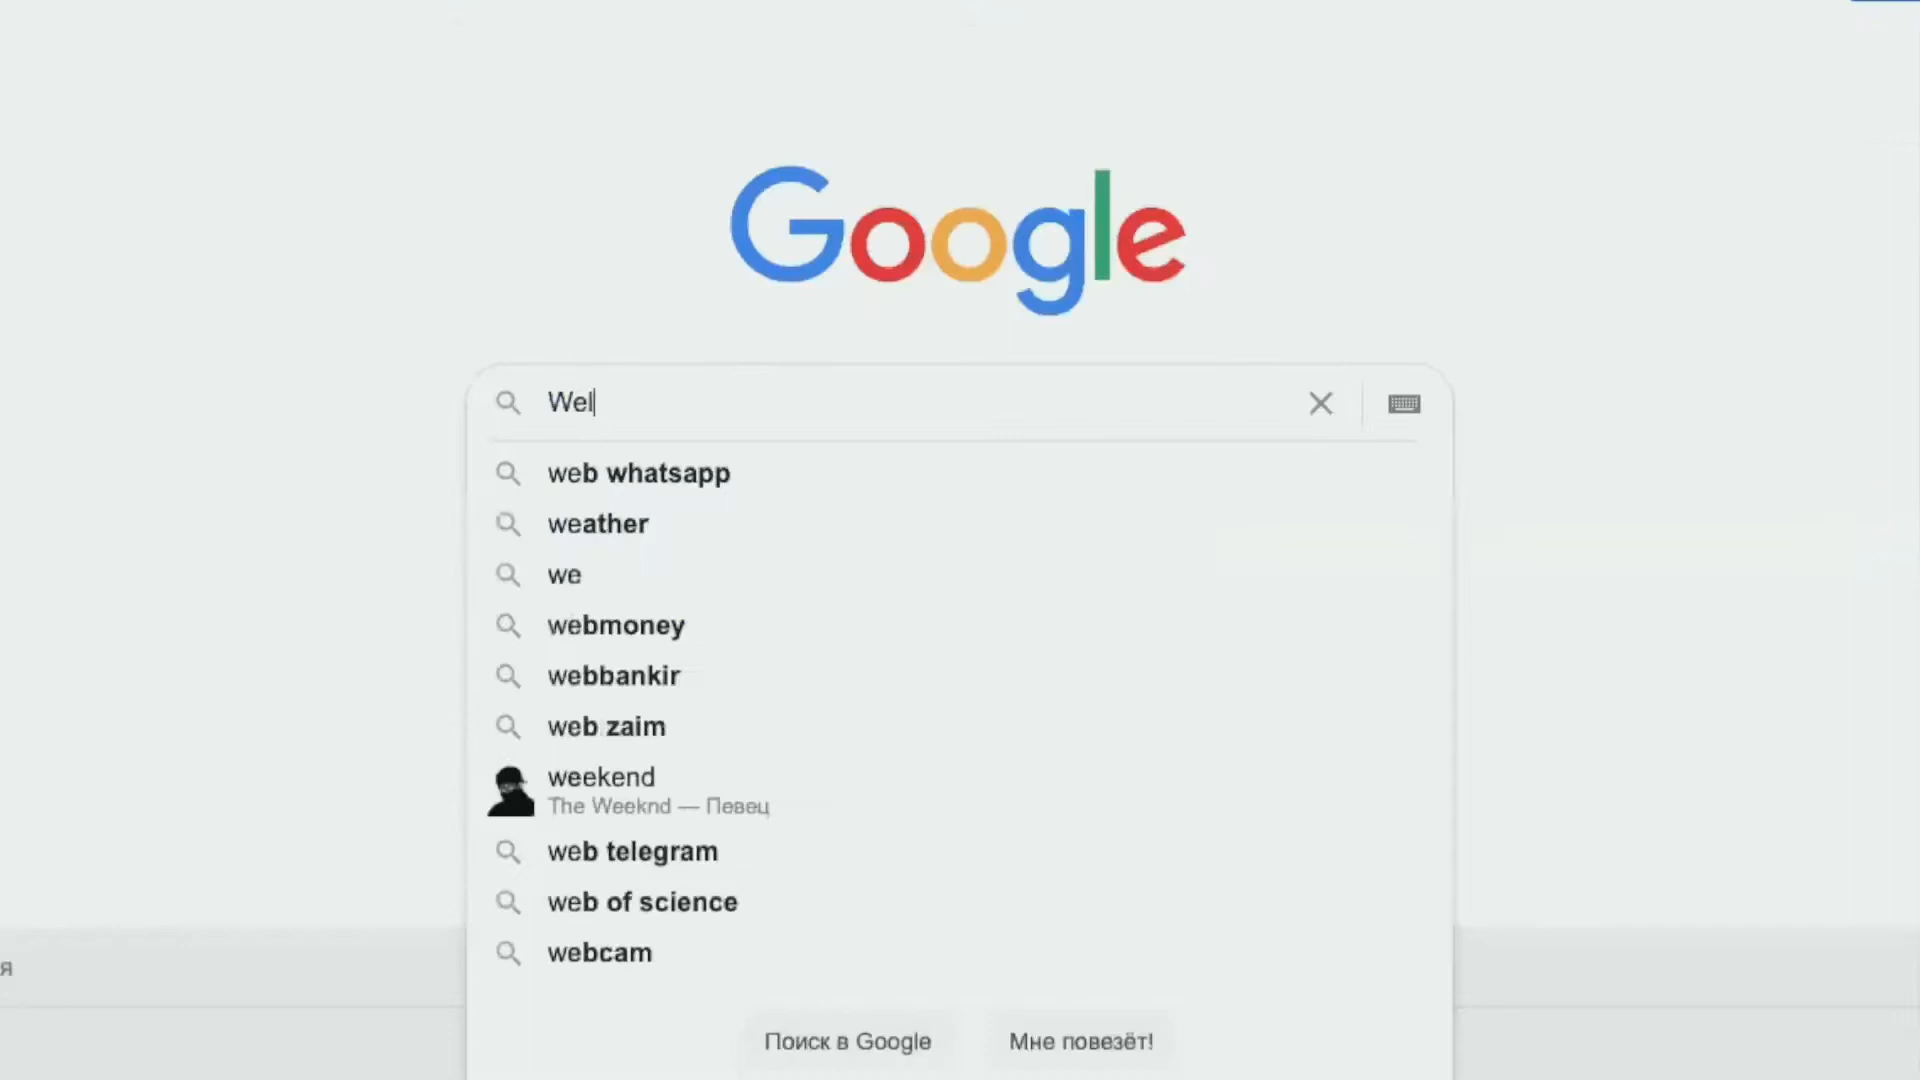 Google
Wel
web whatsapp
weather
we
webmoney
webbankir
web zaim
weekend
The Weeknd — Певец
web telegram
web of science
webcam
я
Поиск в Google
Мне повезёт!